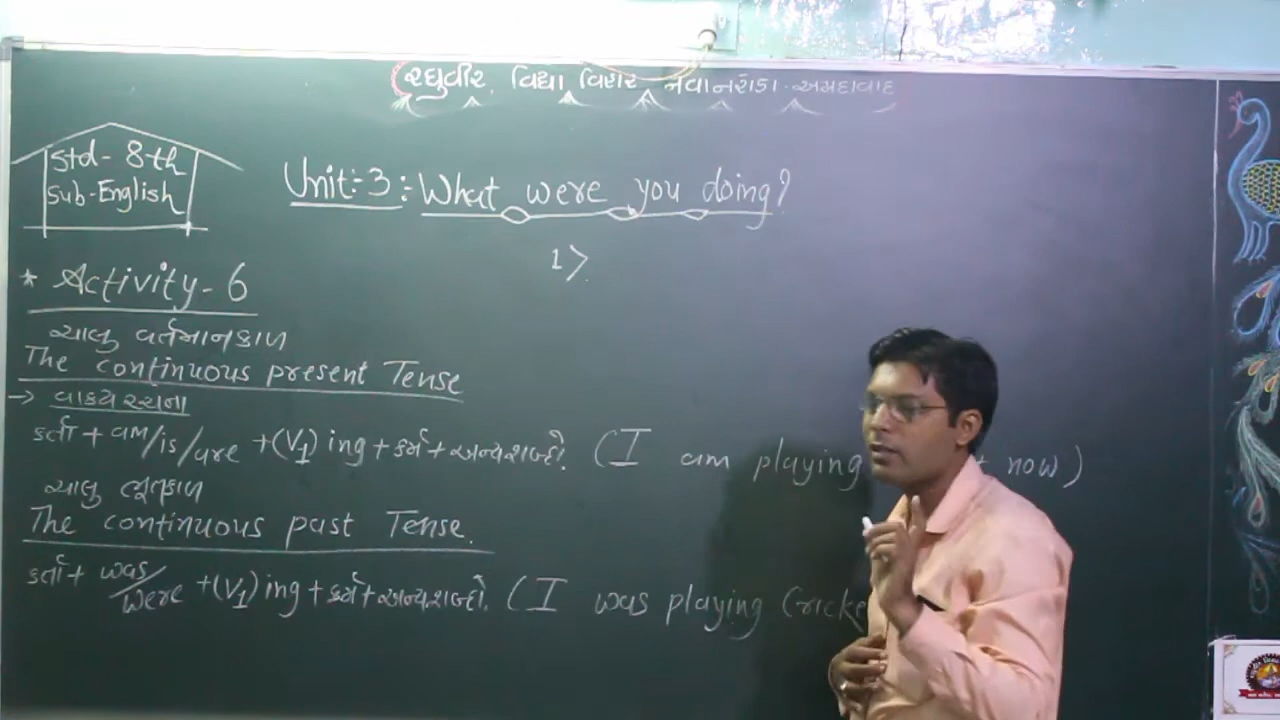 રઘુવીર વિદ્યા વિહાર નવાનરોડા-અમદાવાદ
Std- 8th
Sub-English
Unit:-3:- What were you doing?
1>
* Activity-6
ચાલુ વર્તમાનકાળ
The continuous present Tense
→ વાક્ય રચના
કર્તા + am/is/are +(V1) ing + કર્મ + અન્યશબ્દો. (I am playing now)
ચાલુ ભૂતકાળ
The continuous past Tense.
કર્તા + was/were +(V1) ing + કર્મ + અન્યશબ્દો. (I was playing Cricke